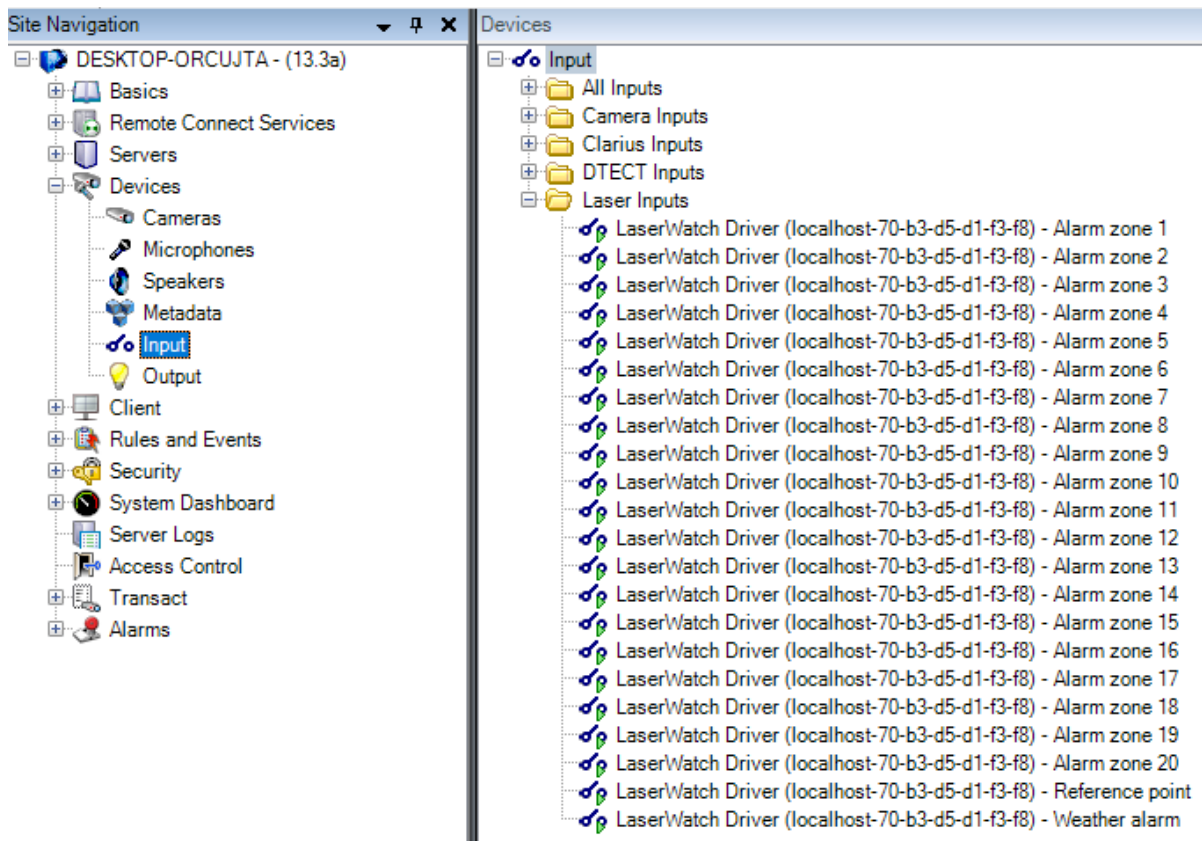 Site Navigation
DESKTOP-ORCUJTA - (13.3a)
Basics
Remote Connect Services
Servers
Devices
Cameras
Microphones
Speakers
Metadata
Input
Output
Client
Rules and Events
Security
System Dashboard
Server Logs
Access Control
Transact
Alarms
Devices
Input
All Inputs
Camera Inputs
Clarius Inputs
DTECT Inputs
Laser Inputs
LaserWatch Driver (localhost-70-b3-d5-d1-f3-f8) - Alarm zone 1
LaserWatch Driver (localhost-70-b3-d5-d1-f3-f8) - Alarm zone 2
LaserWatch Driver (localhost-70-b3-d5-d1-f3-f8) - Alarm zone 3
LaserWatch Driver (localhost-70-b3-d5-d1-f3-f8) - Alarm zone 4
LaserWatch Driver (localhost-70-b3-d5-d1-f3-f8) - Alarm zone 5
LaserWatch Driver (localhost-70-b3-d5-d1-f3-f8) - Alarm zone 6
LaserWatch Driver (localhost-70-b3-d5-d1-f3-f8) - Alarm zone 7
LaserWatch Driver (localhost-70-b3-d5-d1-f3-f8) - Alarm zone 8
LaserWatch Driver (localhost-70-b3-d5-d1-f3-f8) - Alarm zone 9
LaserWatch Driver (localhost-70-b3-d5-d1-f3-f8) - Alarm zone 10
LaserWatch Driver (localhost-70-b3-d5-d1-f3-f8) - Alarm zone 11
LaserWatch Driver (localhost-70-b3-d5-d1-f3-f8) - Alarm zone 12
LaserWatch Driver (localhost-70-b3-d5-d1-f3-f8) - Alarm zone 13
LaserWatch Driver (localhost-70-b3-d5-d1-f3-f8) - Alarm zone 14
LaserWatch Driver (localhost-70-b3-d5-d1-f3-f8) - Alarm zone 15
LaserWatch Driver (localhost-70-b3-d5-d1-f3-f8) - Alarm zone 16
LaserWatch Driver (localhost-70-b3-d5-d1-f3-f8) - Alarm zone 17
LaserWatch Driver (localhost-70-b3-d5-d1-f3-f8) - Alarm zone 18
LaserWatch Driver (localhost-70-b3-d5-d1-f3-f8) - Alarm zone 19
LaserWatch Driver (localhost-70-b3-d5-d1-f3-f8) - Alarm zone 20
LaserWatch Driver (localhost-70-b3-d5-d1-f3-f8) - Reference point
LaserWatch Driver (localhost-70-b3-d5-d1-f3-f8) - Weather alarm